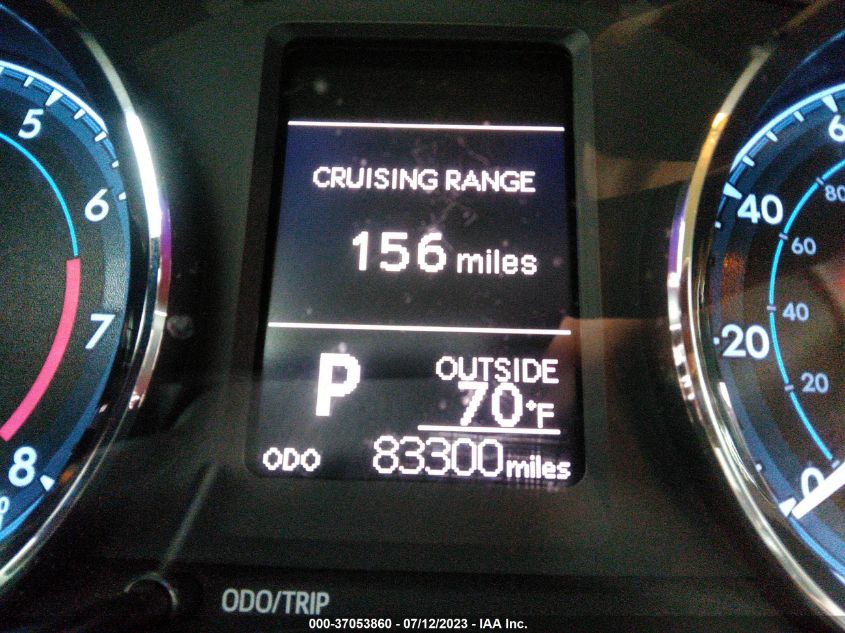 5
6
7
8
CRUISING RANGE
156 miles
P
OUTSIDE
70°F
ODO 83300 miles
6
40
20
0
80
60
40
20
ODO/TRIP
000-37053860 - 07/12/2023 - IAA Inc.